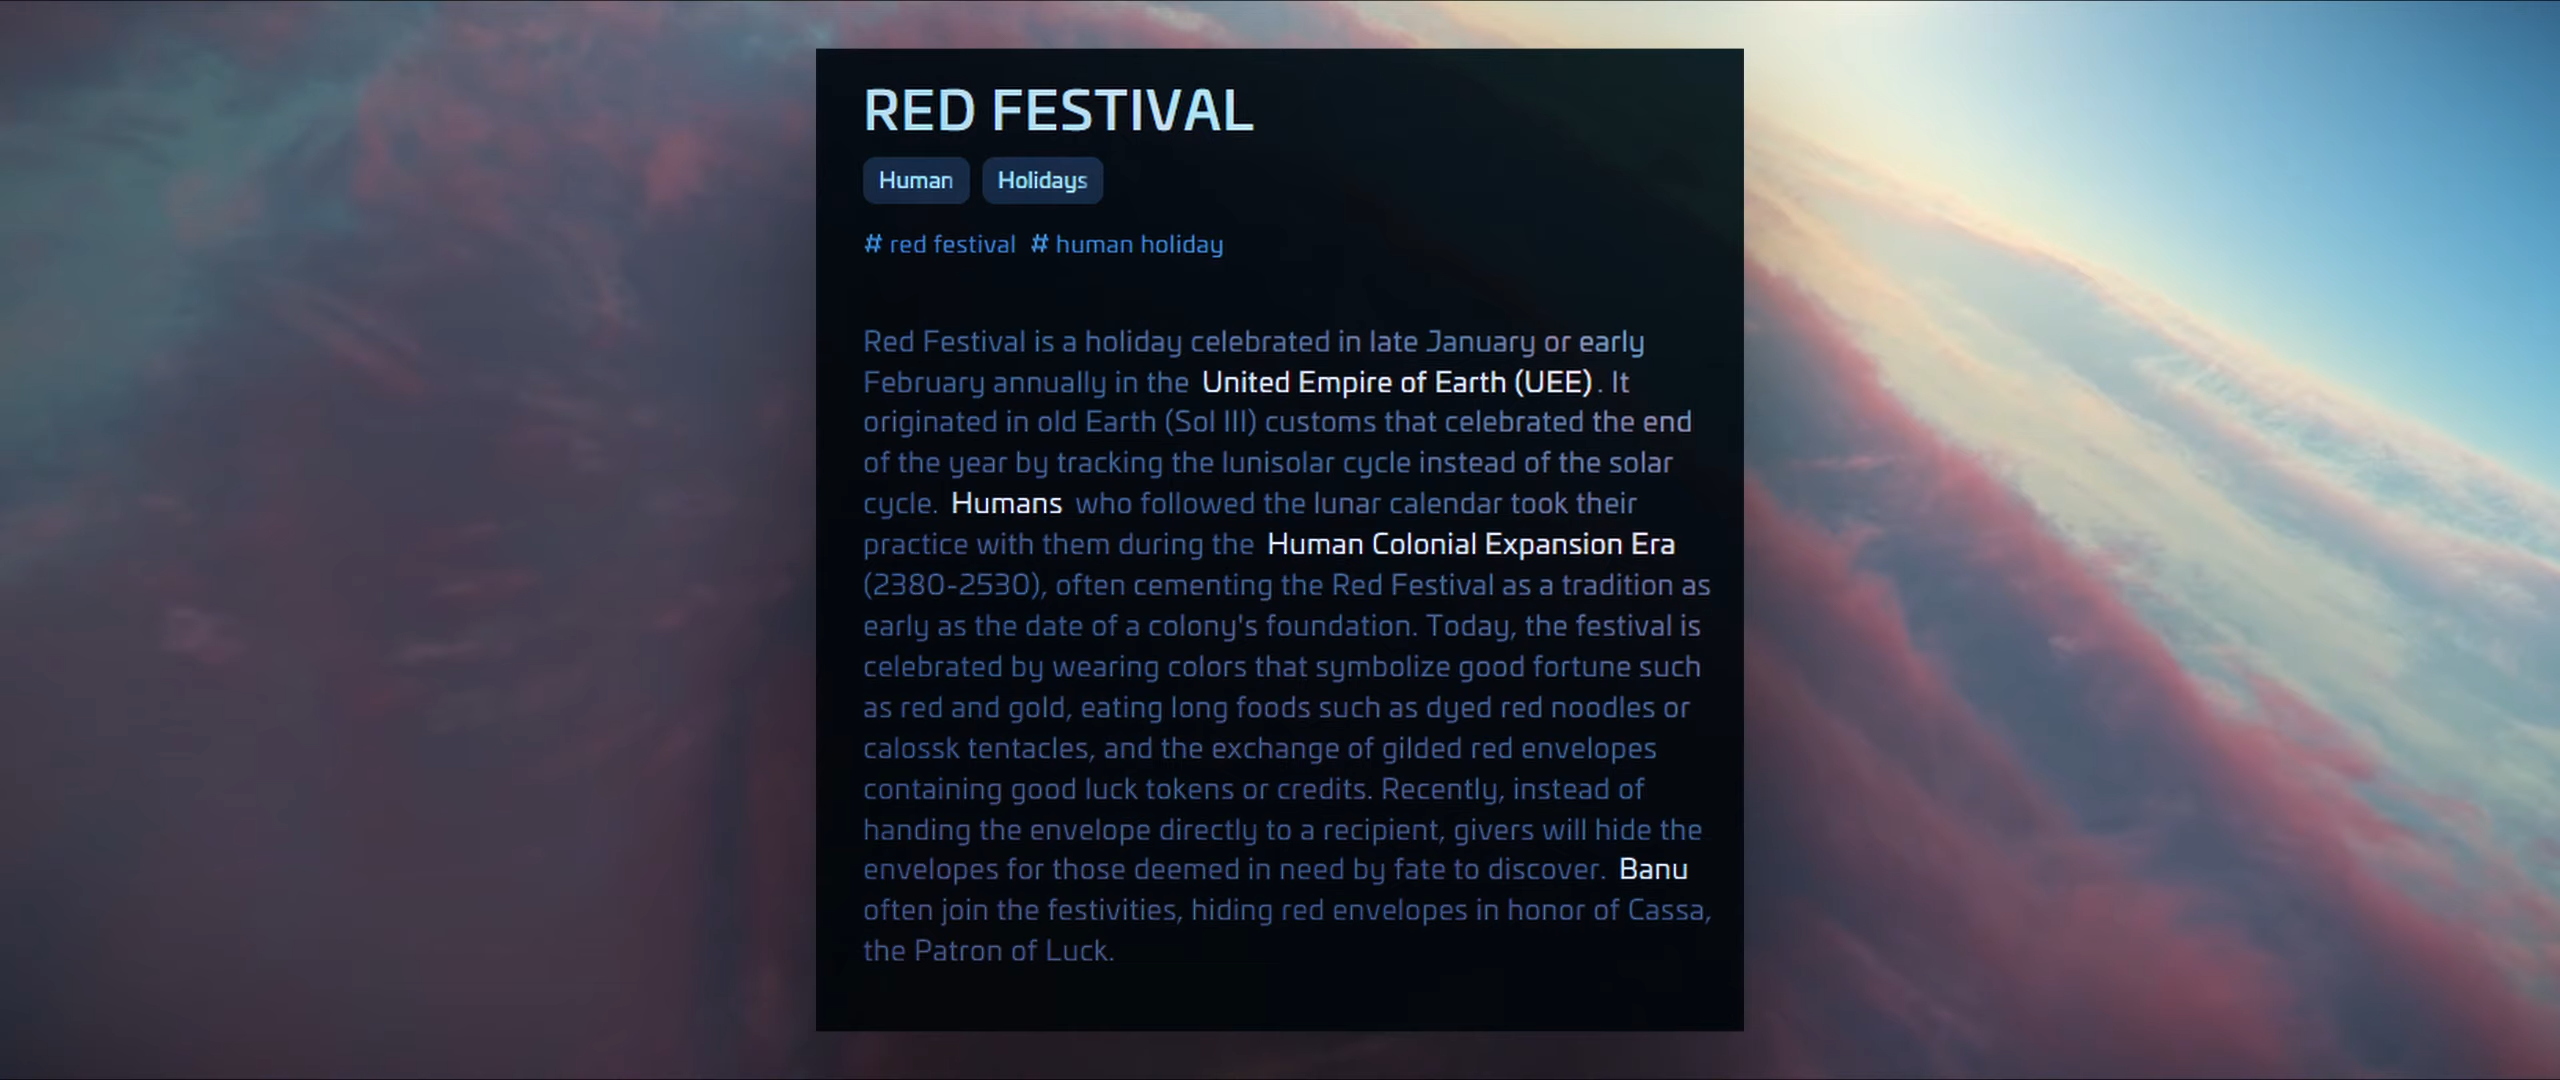 RED FESTIVAL
Human Holidays
# red festival # human holiday
Red Festival is a holiday celebrated in late January or early
February annually in the United Empire of Earth (UEE) . It
originated in old Earth (Sol III) customs that celebrated the end
of the year by tracking the lunisolar cycle instead of the solar
cycle. Humans who followed the lunar calendar took their
practice with them during the Human Colonial Expansion Era
(2380-2530), often cementing the Red Festival as a tradition as
early as the date of a colony's foundation. Today, the festival is
celebrated by wearing colors that symbolize good fortune such
as red and gold, eating long foods such as dyed red noodles or
calossk tentacles, and the exchange of gilded red envelopes
containing good luck tokens or credits. Recently, instead of
handing the envelope directly to a recipient, givers will hide the
envelopes for those deemed in need by fate to discover. Banu
often join the festivities, hiding red envelopes in honor of Cassa,
the Patron of Luck.